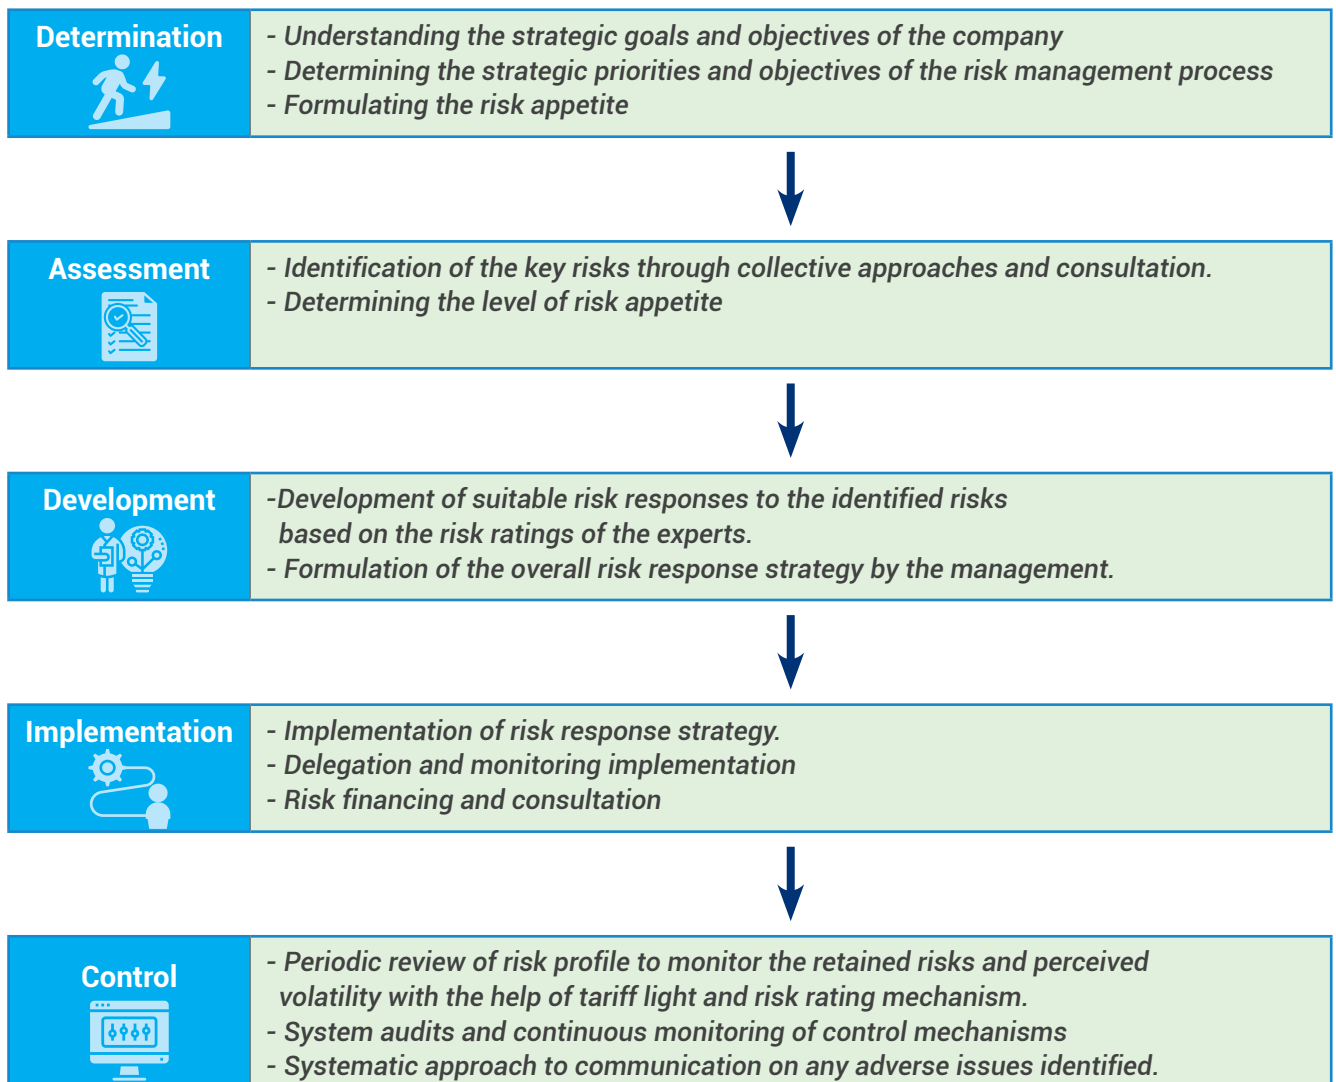 Determination
- Understanding the strategic goals and objectives of the company
- Determining the strategic priorities and objectives of the risk management process
- Formulating the risk appetite
Assessment
- Identification of the key risks through collective approaches and consultation.
- Determining the level of risk appetite
Development
-Development of suitable risk responses to the identified risks
based on the risk ratings of the experts.
- Formulation of the overall risk response strategy by the management.
Implementation
- Implementation of risk response strategy.
- Delegation and monitoring implementation
- Risk financing and consultation
Control
- Periodic review of risk profile to monitor the retained risks and perceived
volatility with the help of tariff light and risk rating mechanism.
- System audits and continuous monitoring of control mechanisms
- Systematic approach to communication on any adverse issues identified.